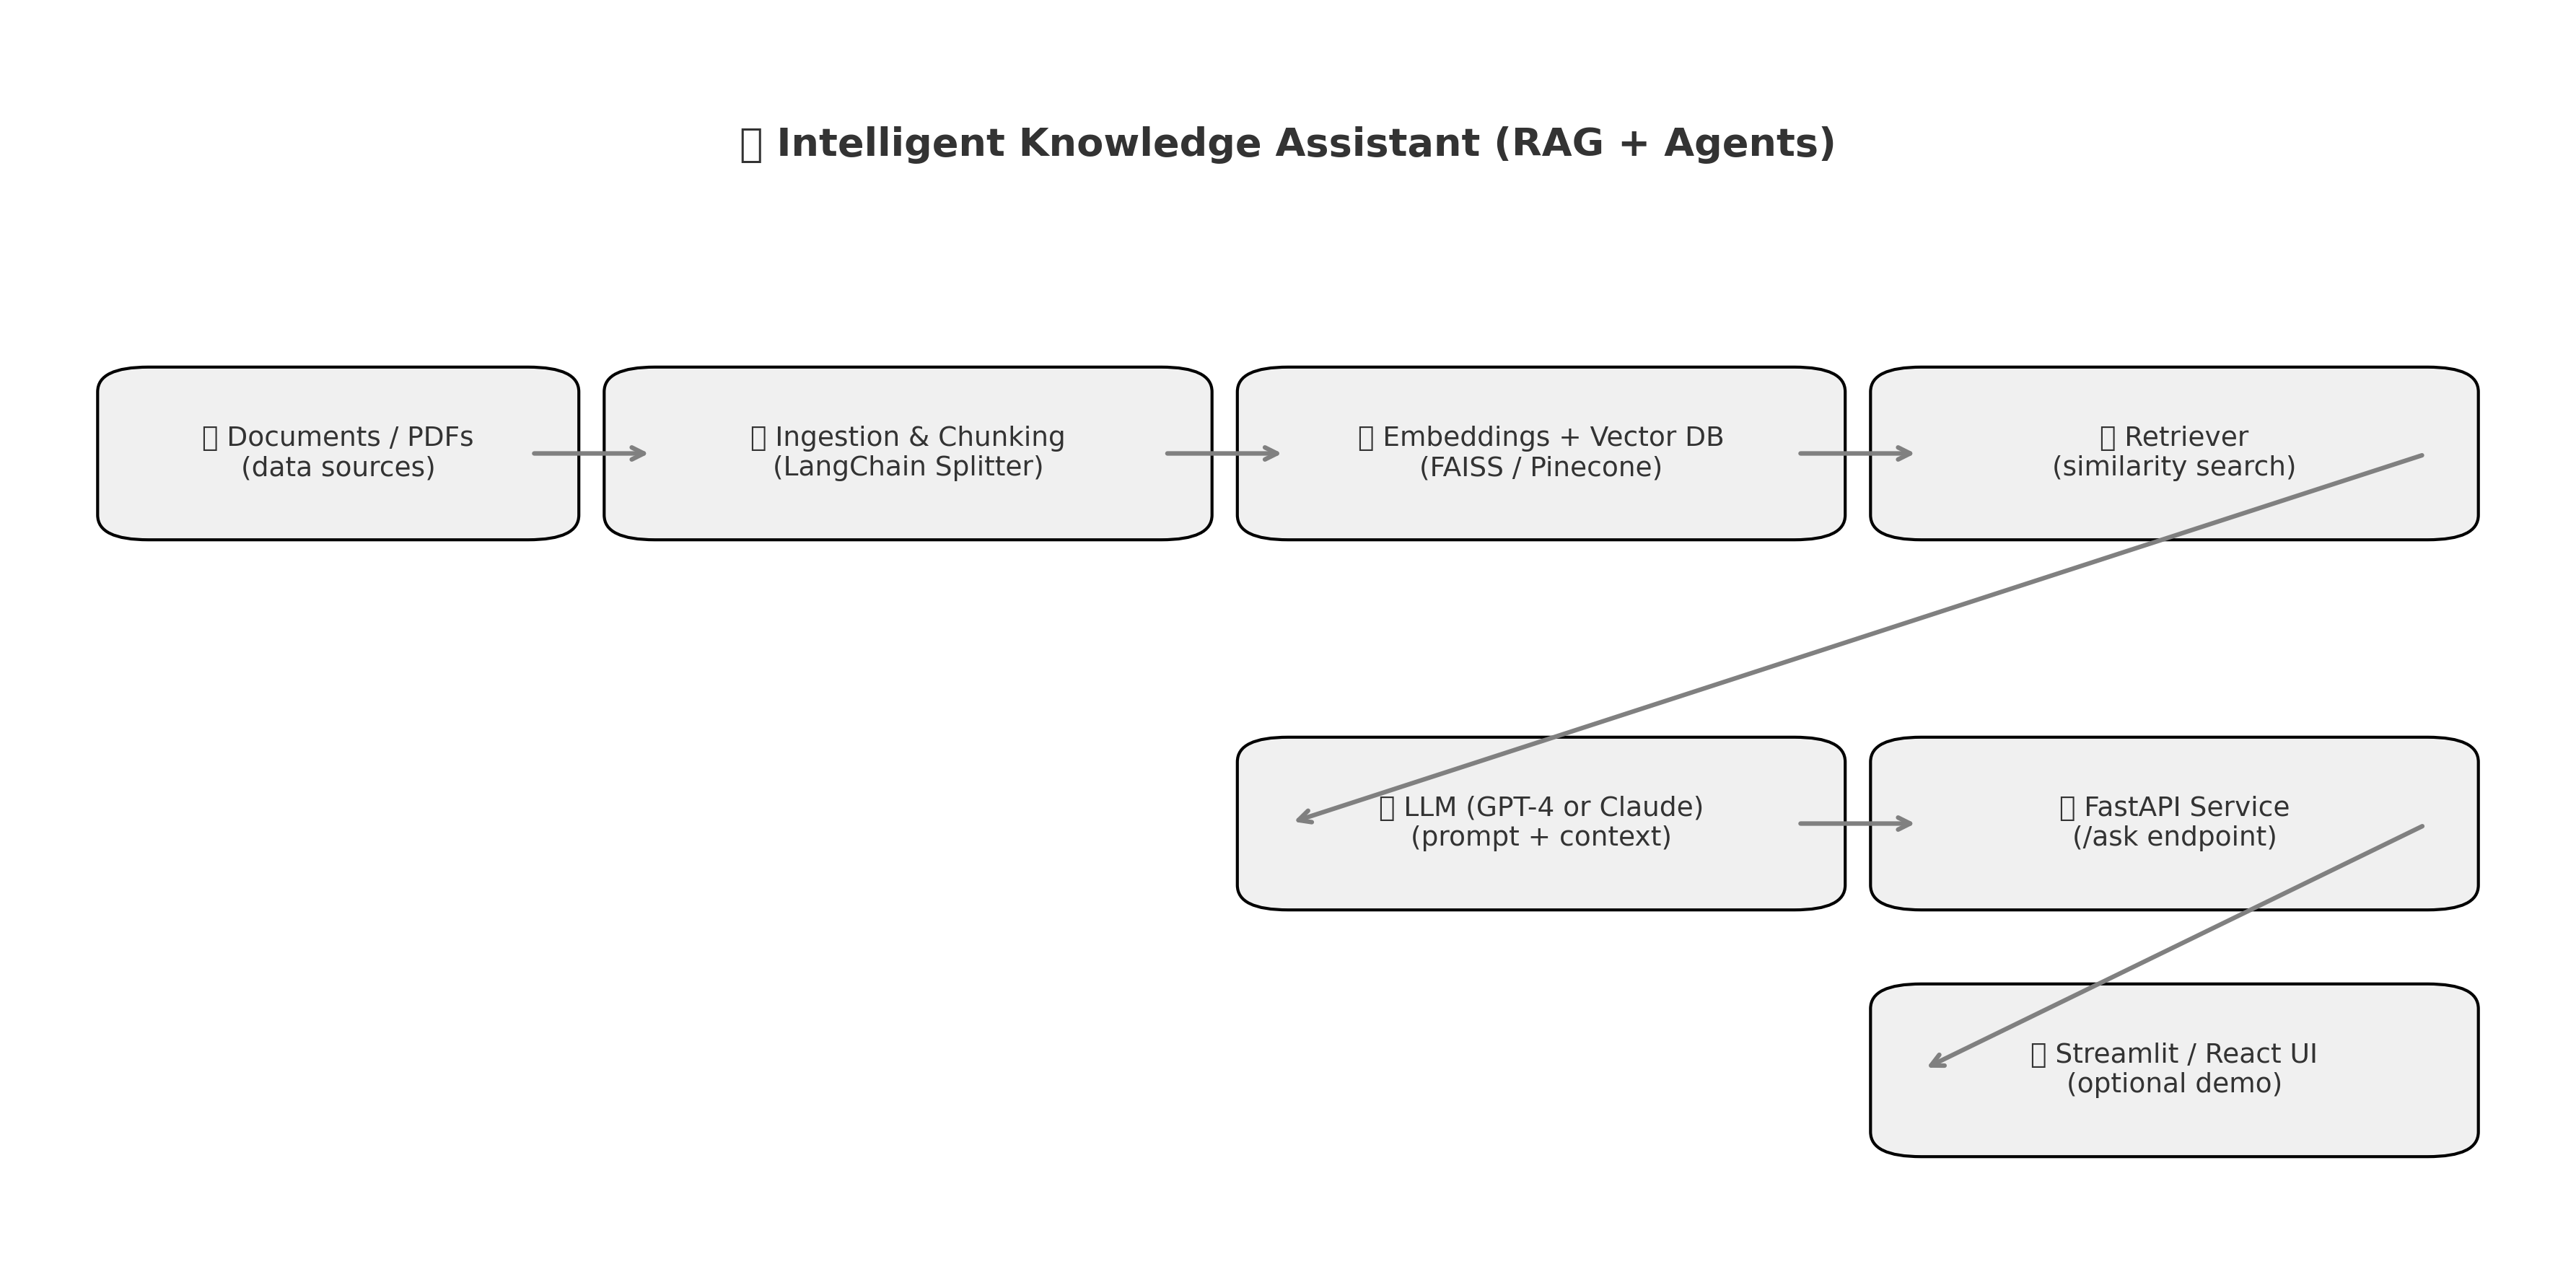 Intelligent Knowledge Assistant (RAG + Agents)
Documents / PDFs
(data sources)
Ingestion & Chunking
(LangChain Splitter)
Embeddings + Vector DB
(FAISS / Pinecone)
Retriever
(similarity search)
LLM (GPT-4 or Claude)
(prompt + context)
FastAPI Service
(/ask endpoint)
Streamlit / React UI
(optional demo)